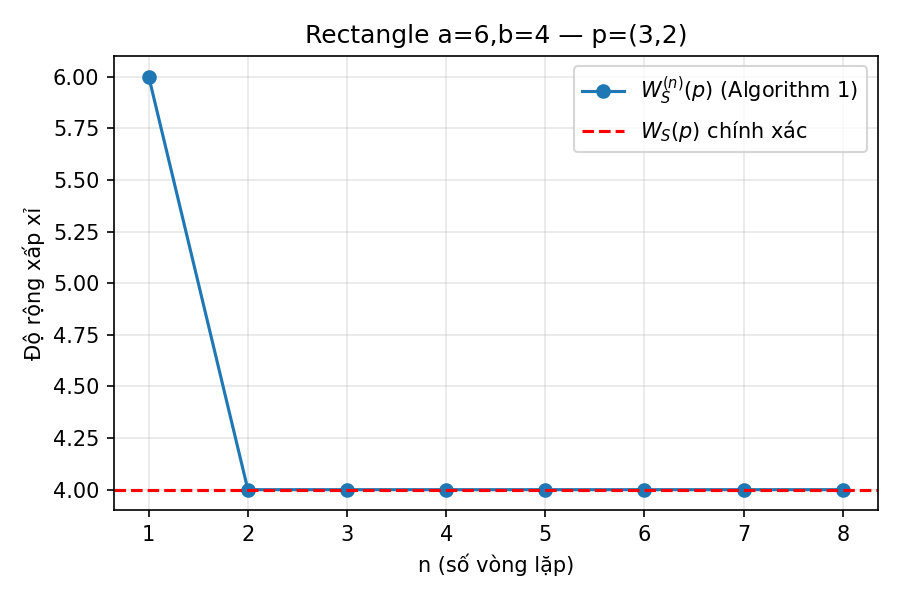 Rectangle a=6,b=4 — p=(3,2)
W_S^{(n)}(p) (Algorithm 1)
W_S(p) chính xác
Độ rộng xấp xỉ
6.00
5.75
5.50
5.25
5.00
4.75
4.50
4.25
4.00
1 2 3 4 5 6 7 8
n (số vòng lặp)